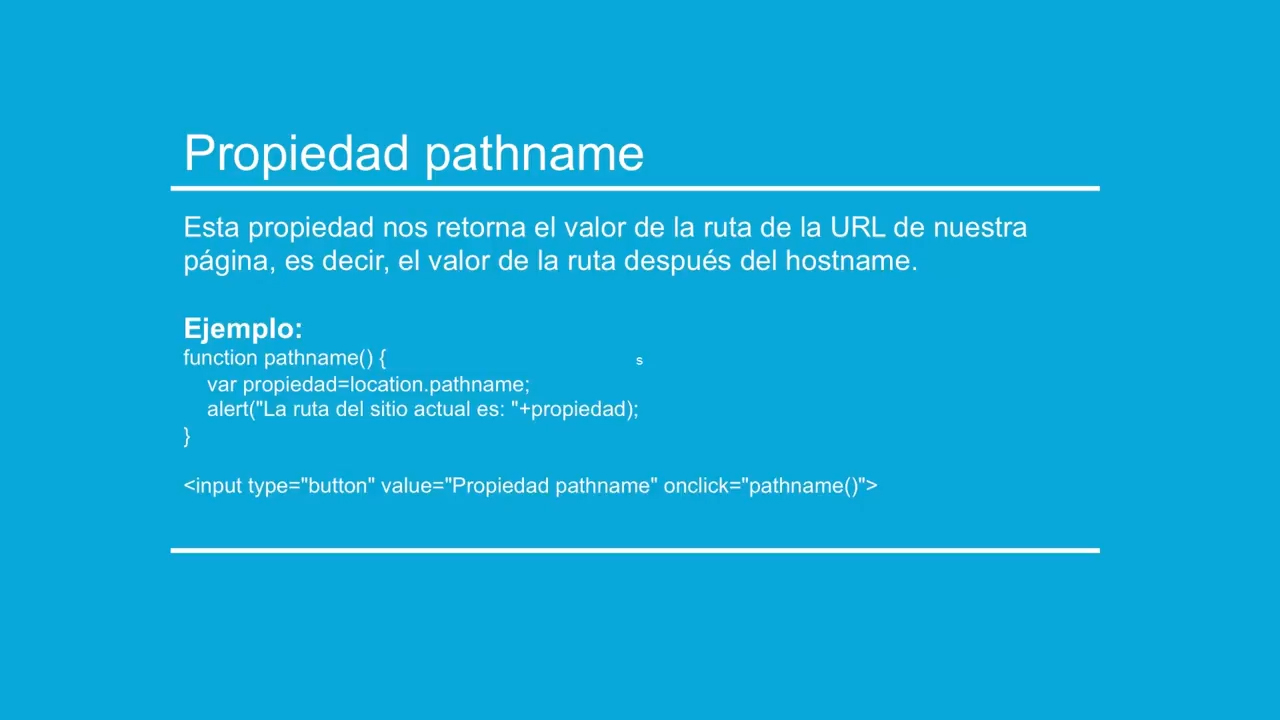 Propiedad pathname
Esta propiedad nos retorna el valor de la ruta de la URL de nuestra
página, es decir, el valor de la ruta después del hostname.
Ejemplo:
function pathname() {
s
var propiedad=location.pathname;
alert("La ruta del sitio actual es: "+propiedad);
}
<input type="button" value="Propiedad pathname" onclick="pathname()">